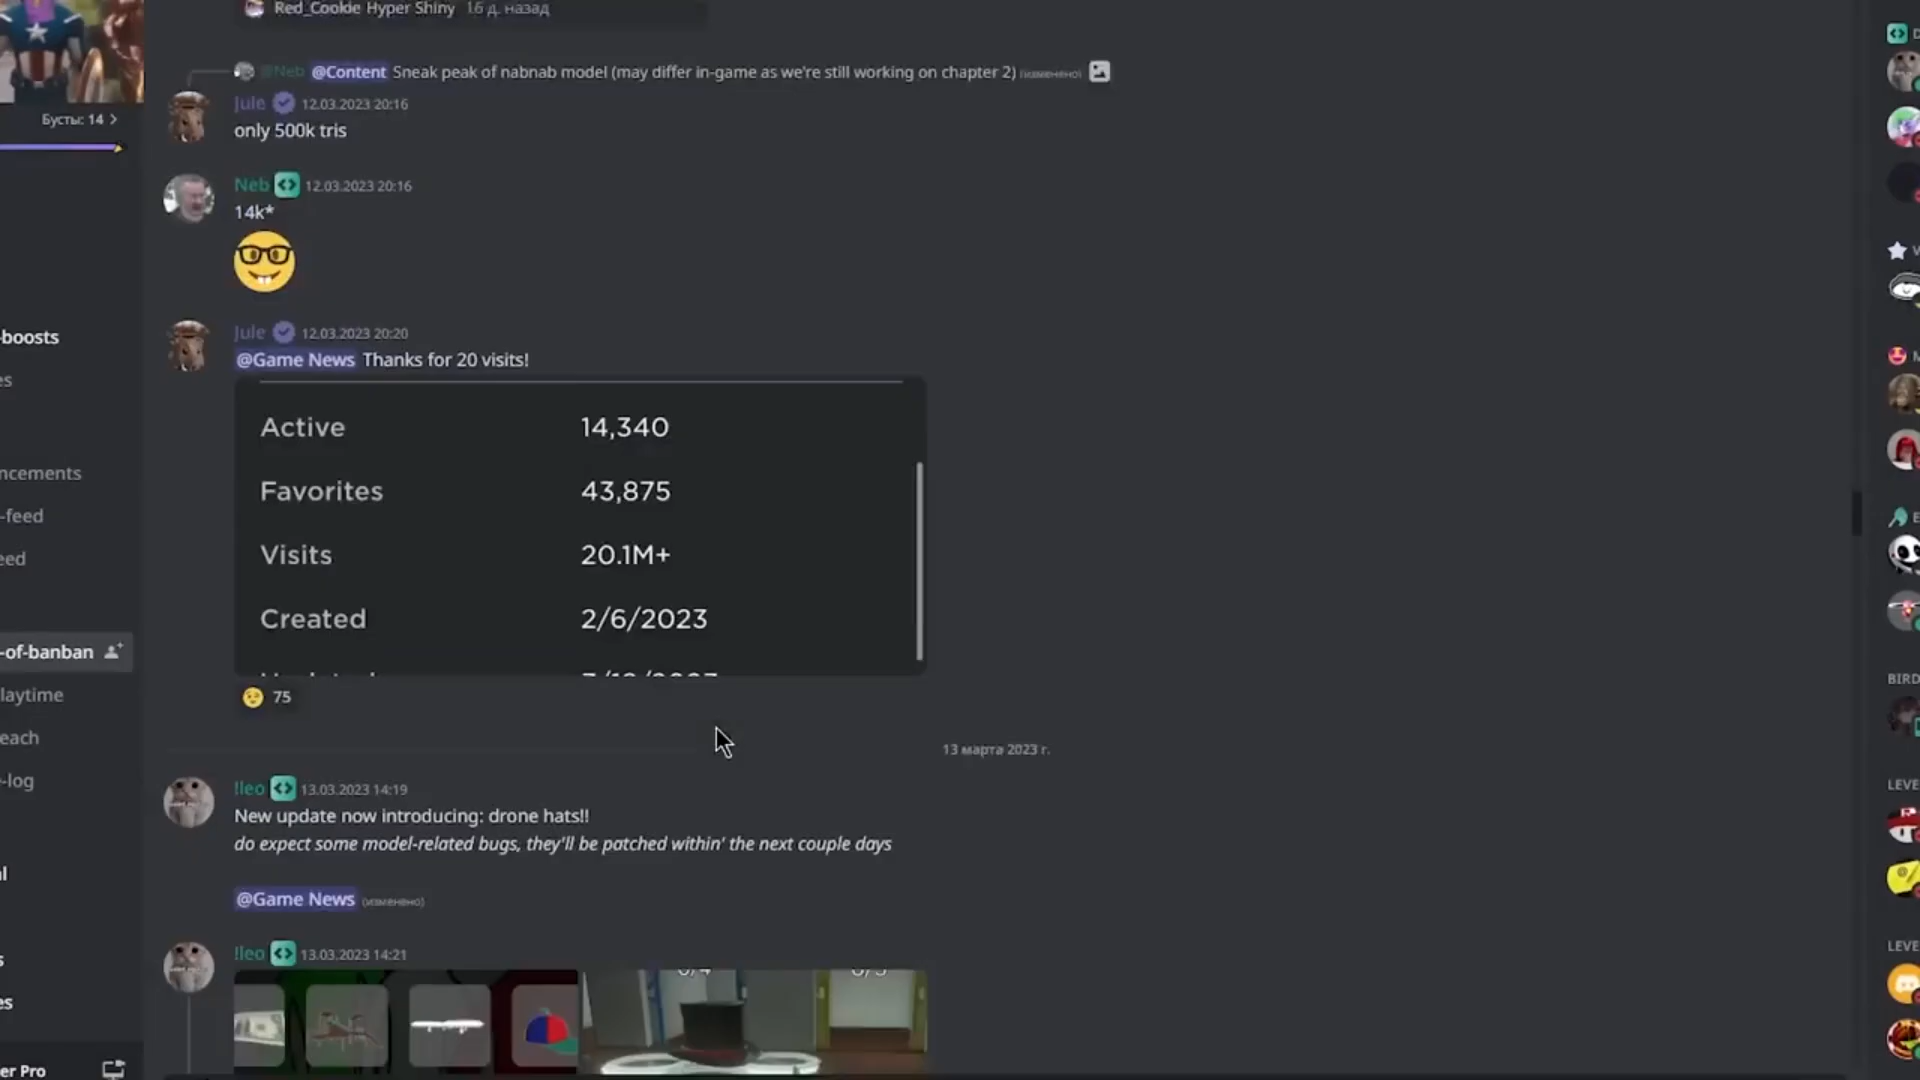 Red_Cookie Hyper Shiny 16 д. назад
@Neb @Content Sneak peak of nabnab model (may differ in-game as we're still working on chapter 2) (изменено)
Бусты: 14
Jule 12.03.2023 20:16
only 500k tris
Neb 12.03.2023 20:16
14k*
-boosts
es
Jule 12.03.2023 20:20
@Game News Thanks for 20 visits!
Active 14,340
Favorites 43,875
Visits 20.1M+
Created 2/6/2023
ncements
-feed
eed
-of-banban
laytime
each
-log
75
13 марта 2023 г.
!leo 13.03.2023 14:19
New update now introducing: drone hats!!
do expect some model-related bugs, they'll be patched within' the next couple days
@Game News (изменено)
!leo 13.03.2023 14:21
0/4
0/5
al
s
es
er Pro
BIRD
LEVE
LEVE